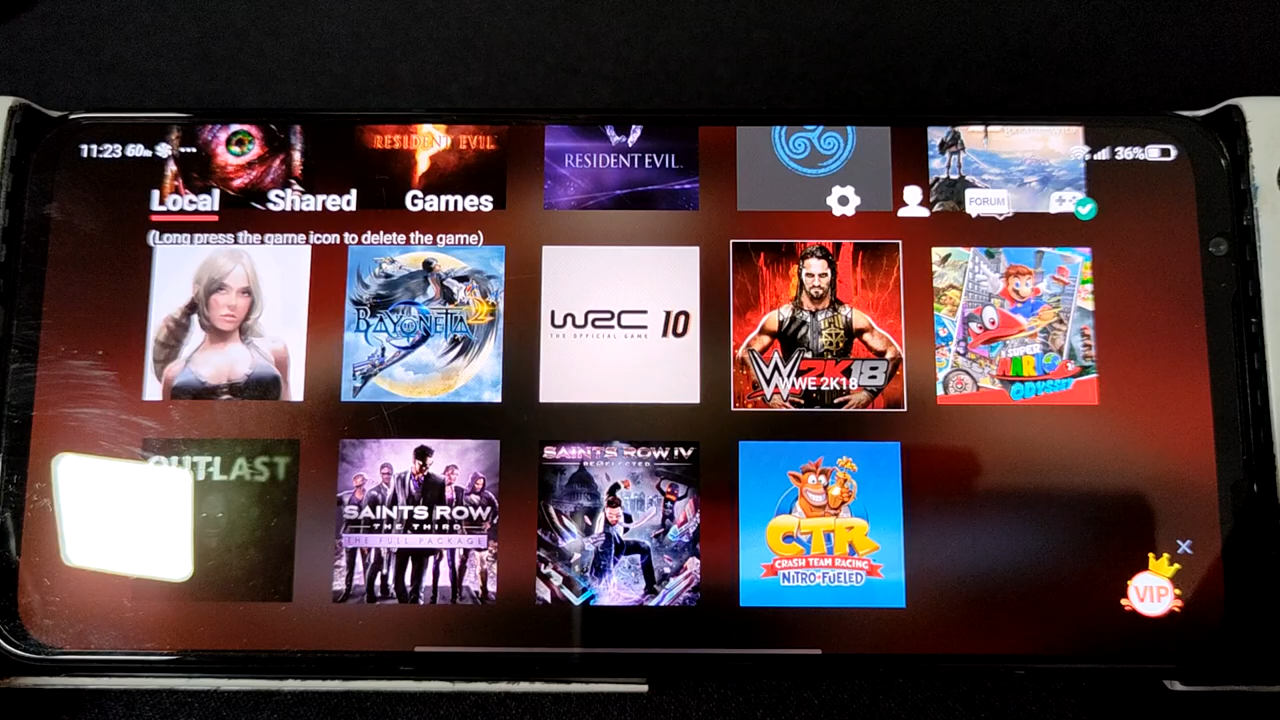 11:23 60Hz ... 36%
RESIDENT EVIL
RESIDENT EVIL
Local Shared Games FORUM
(Long press the game icon to delete the game)
BAYONETTA 2
WRC 10
THE OFFICIAL GAME
W 2K18
WWE 2K18
SUPER
MARIO
ODYSSEY
OUTLAST
SAINTS ROW
THE THIRD
THE FULL PACKAGE
SAINTS ROW IV
RE-ELECTED
CTR
CRASH TEAM RACING
NITRO-FUELED
X
VIP